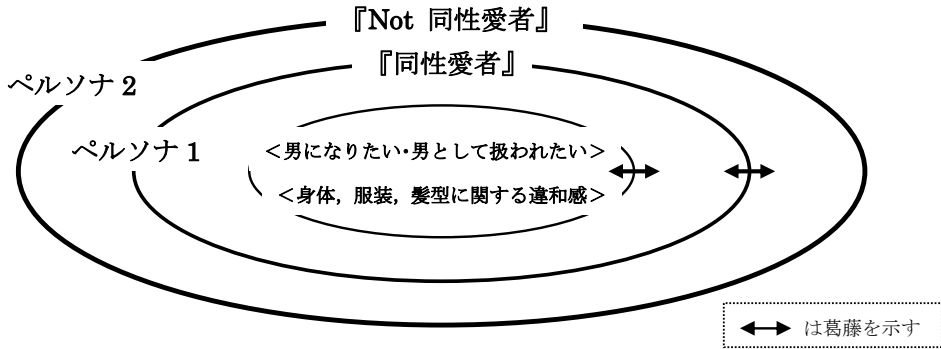 『Not 同性愛者』
『同性愛者』
ペルソナ 2
ペルソナ 1
<男になりたい・男として扱われたい>
<身体，服装，髪型に関する違和感>
は葛藤を示す